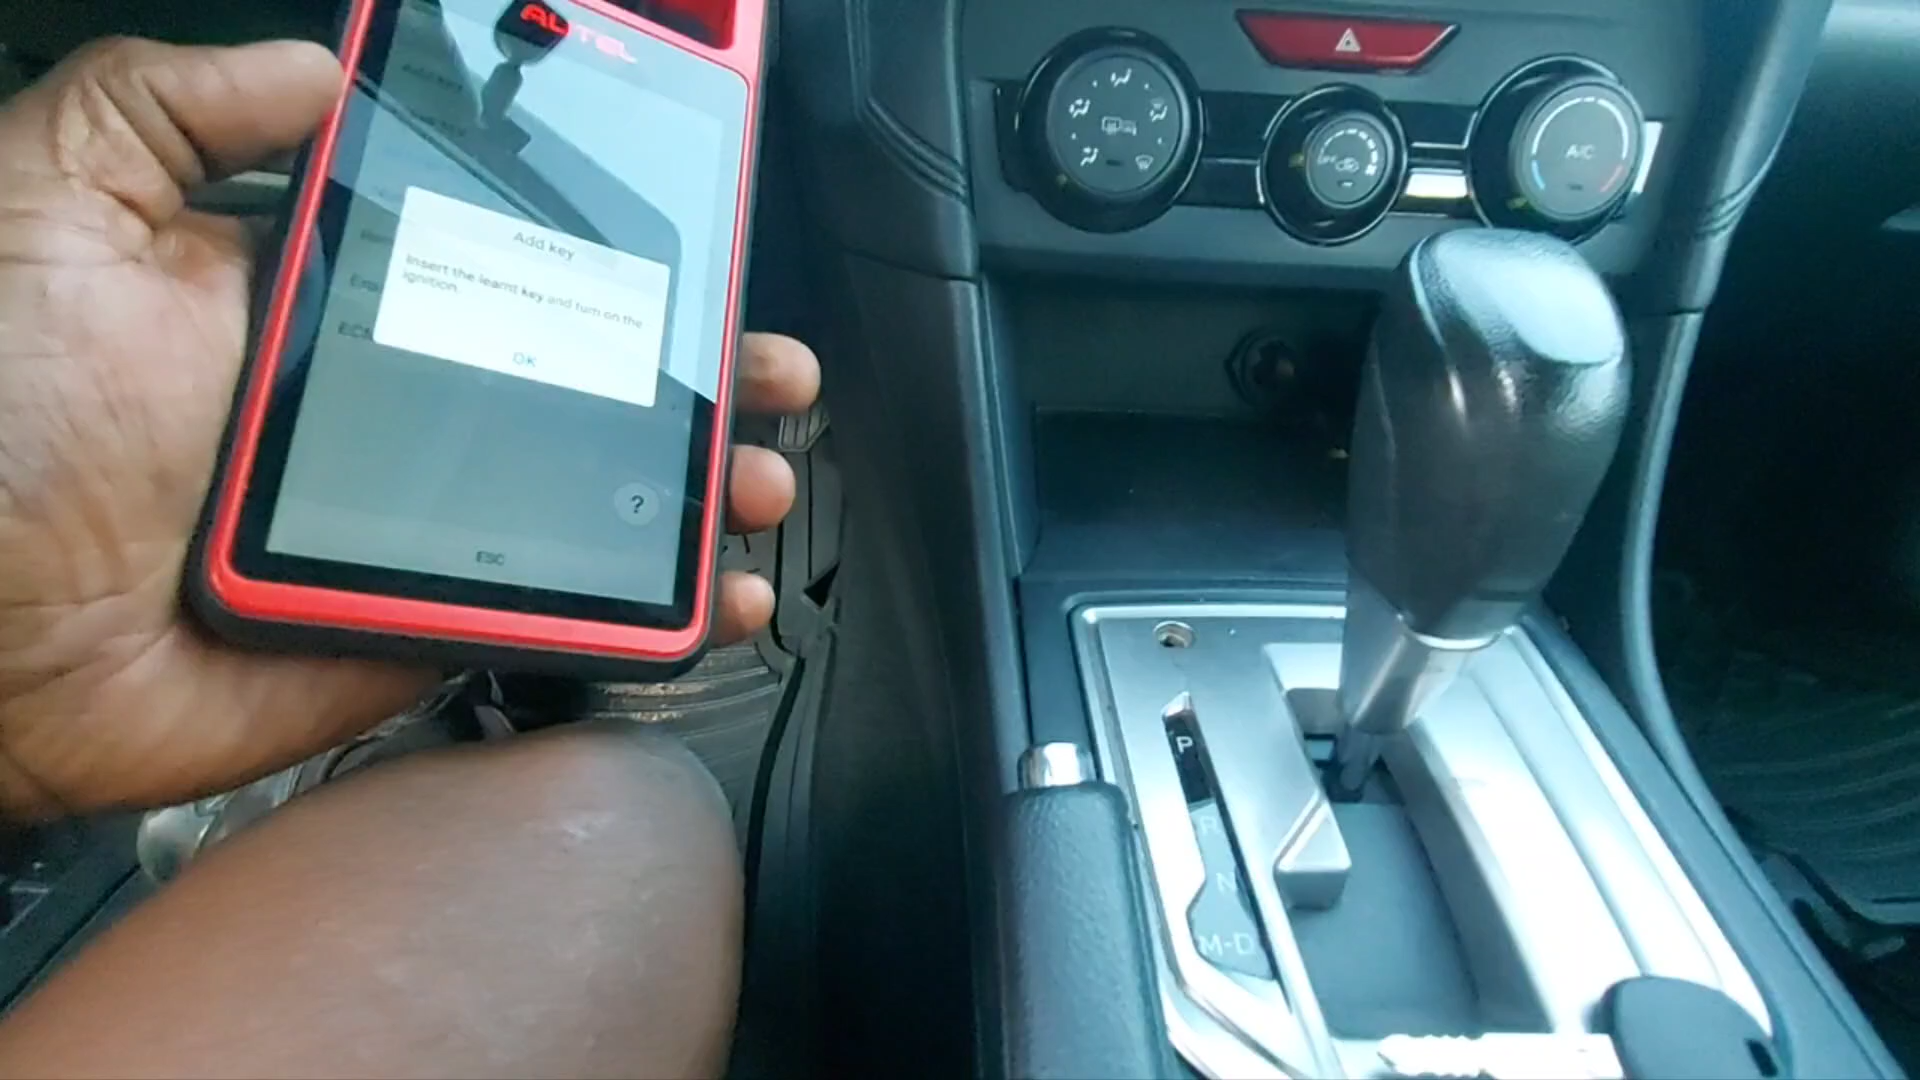 AUTEL
Add key
Insert the learnt key and turn on the
ignition.
OK
?
ESC
A/C
P
R
N
M-D